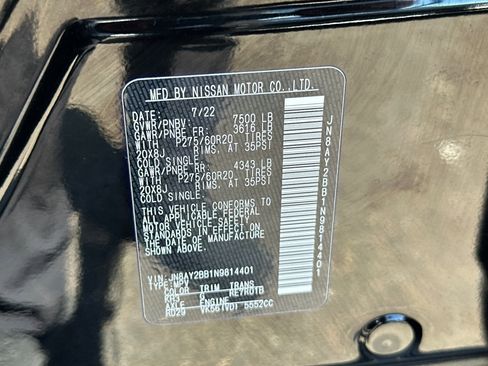 MFD BY NISSAN MOTOR CO.,LTD.
DATE: 7/22
GVWR/PNBV: 7500 LB
GAWR/PNBE FR: 3616 LB
WITH P275/60R20 TIRES
20X8J RIMS, AT 35PSI
COLD SINGLE
GAWR/PNBE RR: 4343 LB
WITH P275/60R20 TIRES
20X8J RIMS, AT 35PSI
COLD SINGLE
THIS VEHICLE CONFORMS TO
ALL APPLICABLE FEDERAL
MOTOR VEHICLE SAFETY
STANDARDS IN EFFECT
ON THE DATE OF MANUFACTURE
SHOWN ABOVE.
VIN: JN8AY2BB1N9814401
TYPE:MPV
COLOR TRIM TRANS
KH3 G RE7R01B
AXLE ENGINE
RD29 VK56(VD) 5552CC
JN8AY2BB1N9814401